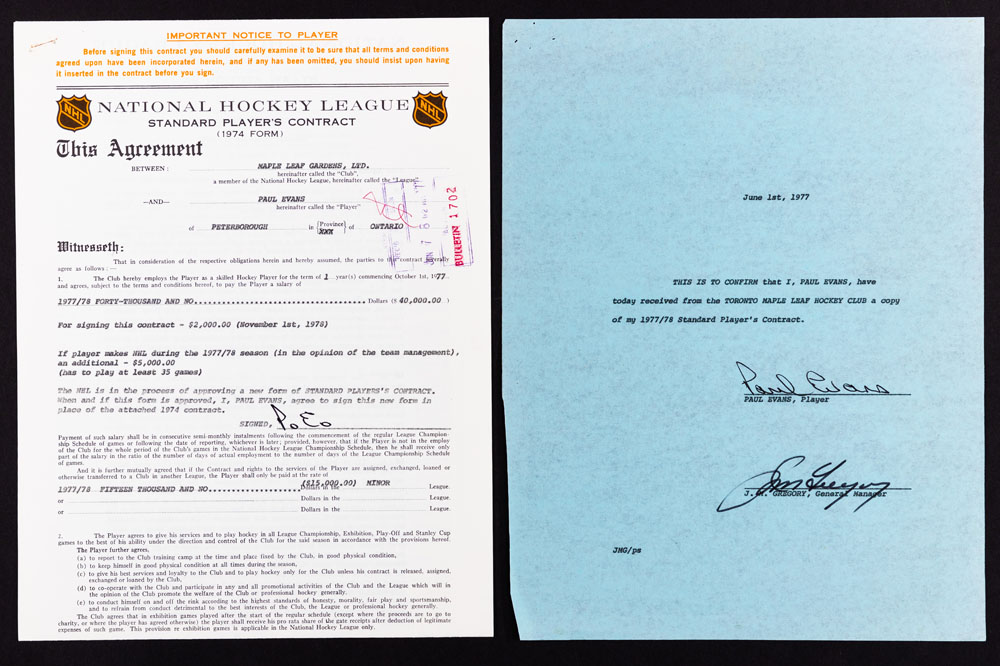 IMPORTANT NOTICE TO PLAYER
Before signing this contract you should carefully examine it to be sure that all terms and conditions
agreed upon have been incorporated herein, and if any has been omitted, you should insist upon having
it inserted in the contract before you sign.
NHL NATIONAL HOCKEY LEAGUE NHL
STANDARD PLAYER'S CONTRACT
(1974 FORM)
This Agreement
BETWEEN: MAPLE LEAF GARDENS, LTD.
hereinafter called the "Club",
a member of the National Hockey League, hereinafter called the "League"
—AND— PAUL EVANS
hereinafter called the "Player"
of PETERBOROUGH in {Province XXX} of ONTARIO
BULLETIN 1702
Witnesseth:
That in consideration of the respective obligations herein and hereby assumed, the parties to this contract severally
agree as follows:—
1. The Club hereby employs the Player as a skilled Hockey Player for the term of 1 year(s) commencing October 1st, 1977
and agrees, subject to the terms and conditions hereof, to pay the Player a salary of
1977/78 FORTY-THOUSAND AND NO.................................... Dollars ($ 40,000.00 )
For signing this contract - $2,000.00 (November 1st, 1978)
If player makes NHL during the 1977/78 season (in the opinion of the team management),
an additional - $5,000.00
(has to play at least 35 games)
The NHL is in the process of approving a new form of STANDARD PLAYERS'S CONTRACT.
When and if this form is approved, I, PAUL EVANS, agree to sign this new form in
place of the attached 1974 contract.
SIGNED, P.E.
Payment of such salary shall be in consecutive semi-monthly instalments following the commencement of the regular League Champion-
ship Schedule of games or following the date of reporting, whichever is later; provided, however, that if the Player is not in the employ
of the Club for the whole period of the Club's games in the National Hockey League Championship Schedule, then he shall receive only
part of the salary in the ratio of the number of days of actual employment to the number of days of the League Championship Schedule
of games.
And it is further mutually agreed that if the Contract and rights to the services of the Player are assigned, exchanged, loaned or
otherwise transferred to a Club in another League, the Player shall only be paid at the rate of
1977/78 FIFTEEN THOUSAND AND NO.................... ($15,000.00) Dollars in the MINOR League.
or Dollars in the League.
or Dollars in the League.
2. The Player agrees to give his services and to play hockey in all League Championship, Exhibition, Play-Off and Stanley Cup
games to the best of his ability under the direction and control of the Club for the said season in accordance with the provisions hereof.
The Player further agrees,
(a) to report to the Club training camp at the time and place fixed by the Club, in good physical condition,
(b) to keep himself in good physical condition at all times during the season,
(c) to give his best services and loyalty to the Club and to play hockey only for the Club unless his contract is released, assigned,
exchanged or loaned by the Club,
(d) to co-operate with the Club and participate in any and all promotional activities of the Club and the League which will in
the opinion of the Club promote the welfare of the Club or professional hockey generally.
(e) to conduct himself on and off the rink according to the highest standards of honesty, morality, fair play and sportsmanship,
and to refrain from conduct detrimental to the best interests of the Club, the League or professional hockey generally.
The Club agrees that in exhibition games played after the start of the regular schedule (except where the proceeds are to go to
charity, or where the player has agreed otherwise) the player shall receive his pro rata share of the gate receipts after deduction of legitimate
expenses of such game. This provision re exhibition games is applicable in the National Hockey League only.
June 1st, 1977
THIS IS TO CONFIRM that I, PAUL EVANS, have
today received from the TORONTO MAPLE LEAF HOCKEY CLUB a copy
of my 1977/78 Standard Player's Contract.
Paul Evans
PAUL EVANS, Player
Jim Gregory
J. GREGORY, General Manager
JMG/ps